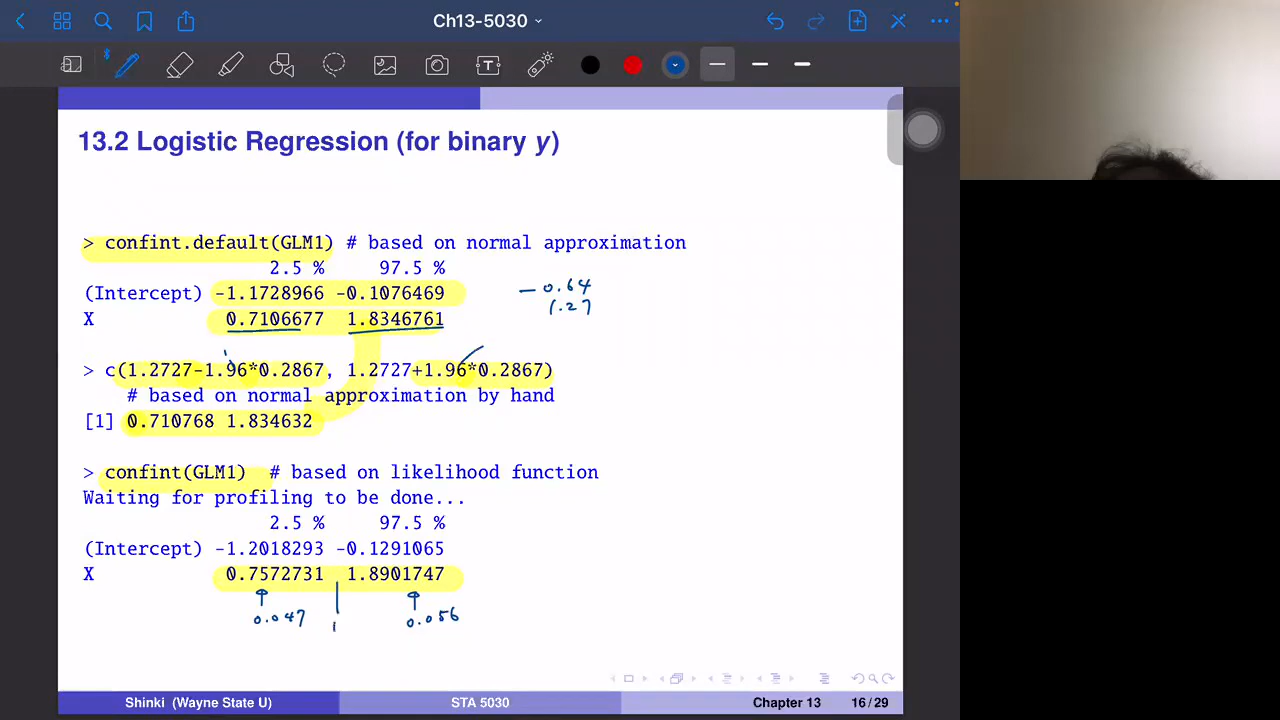 Ch13-5030
T
13.2 Logistic Regression (for binary y)
> confint.default(GLM1) # based on normal approximation
2.5 % 97.5 %
(Intercept) -1.1728966 -0.1076469
-0.64
X 0.7106677 1.8346761
1.27
> c(1.2727-1.96*0.2867, 1.2727+1.96*0.2867)
# based on normal approximation by hand
[1] 0.710768 1.834632
> confint(GLM1) # based on likelihood function
Waiting for profiling to be done...
2.5 % 97.5 %
(Intercept) -1.2018293 -0.1291065
X 0.7572731 1.8901747
0.047 0.056
Shinki (Wayne State U) STA 5030 Chapter 13 16/29